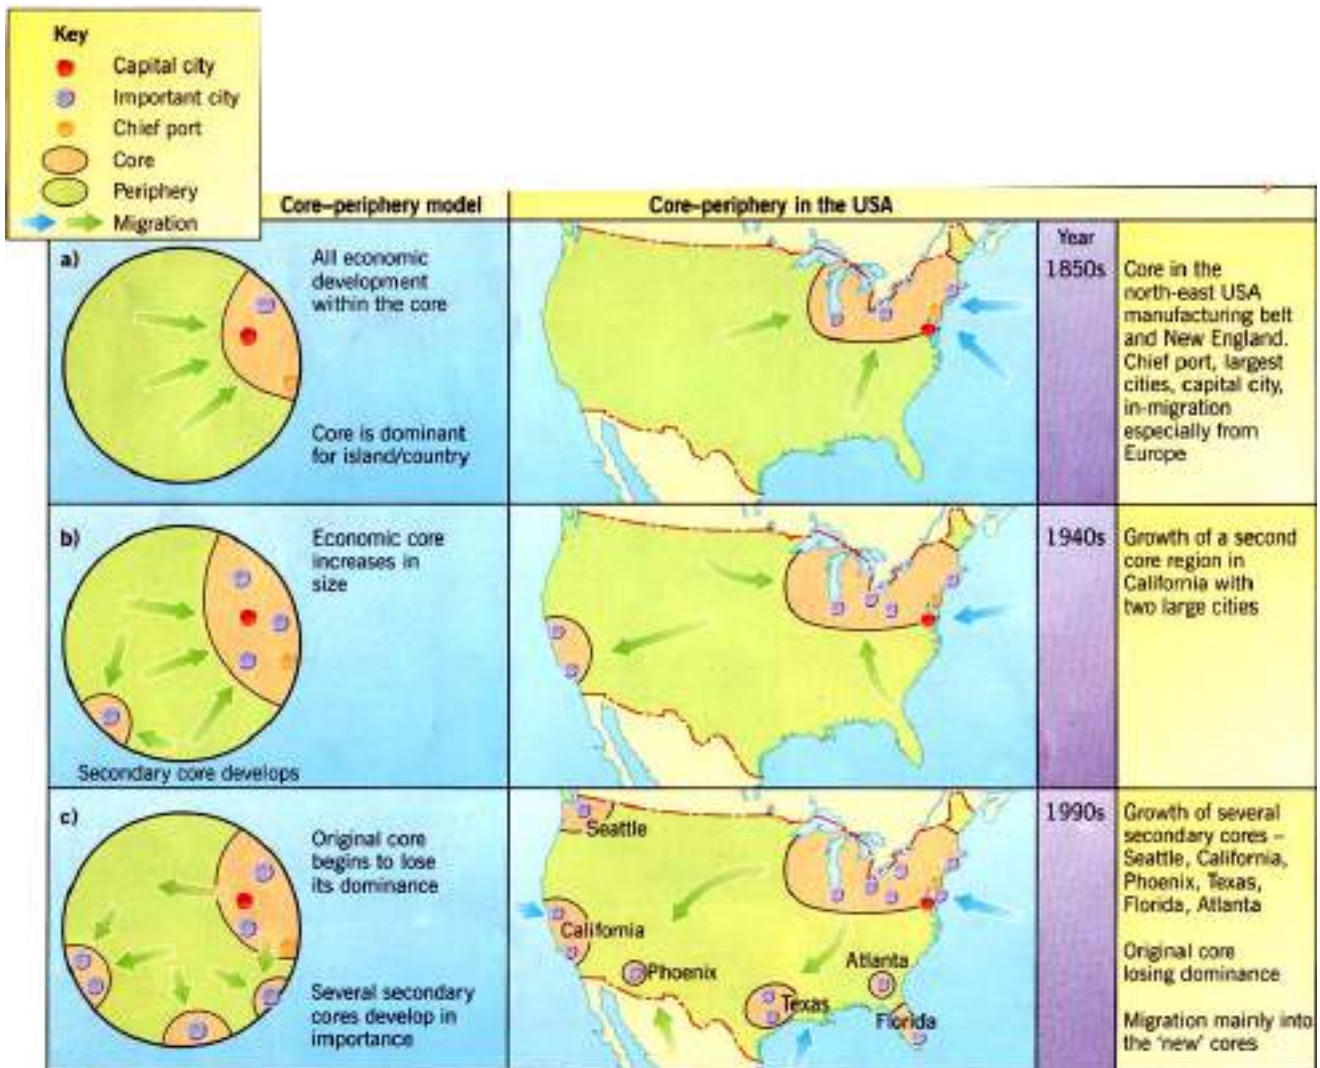 Key
Capital city
Important city
Chief port
Core
Periphery
Migration
Core–periphery model
Core–periphery in the USA
a)
All economic
development
within the core
Core is dominant
for island/country
Year
1850s
Core in the
north-east USA
manufacturing belt
and New England.
Chief port, largest
cities, capital city,
in-migration
especially from
Europe
b)
Economic core
increases in
size
Secondary core develops
1940s
Growth of a second
core region in
California with
two large cities
c)
Original core
begins to lose
its dominance
Several secondary
cores develop in
importance
Seattle
California
Phoenix
Texas
Atlanta
Florida
1990s
Growth of several
secondary cores –
Seattle, California,
Phoenix, Texas,
Florida, Atlanta
Original core
losing dominance
Migration mainly into
the 'new' cores